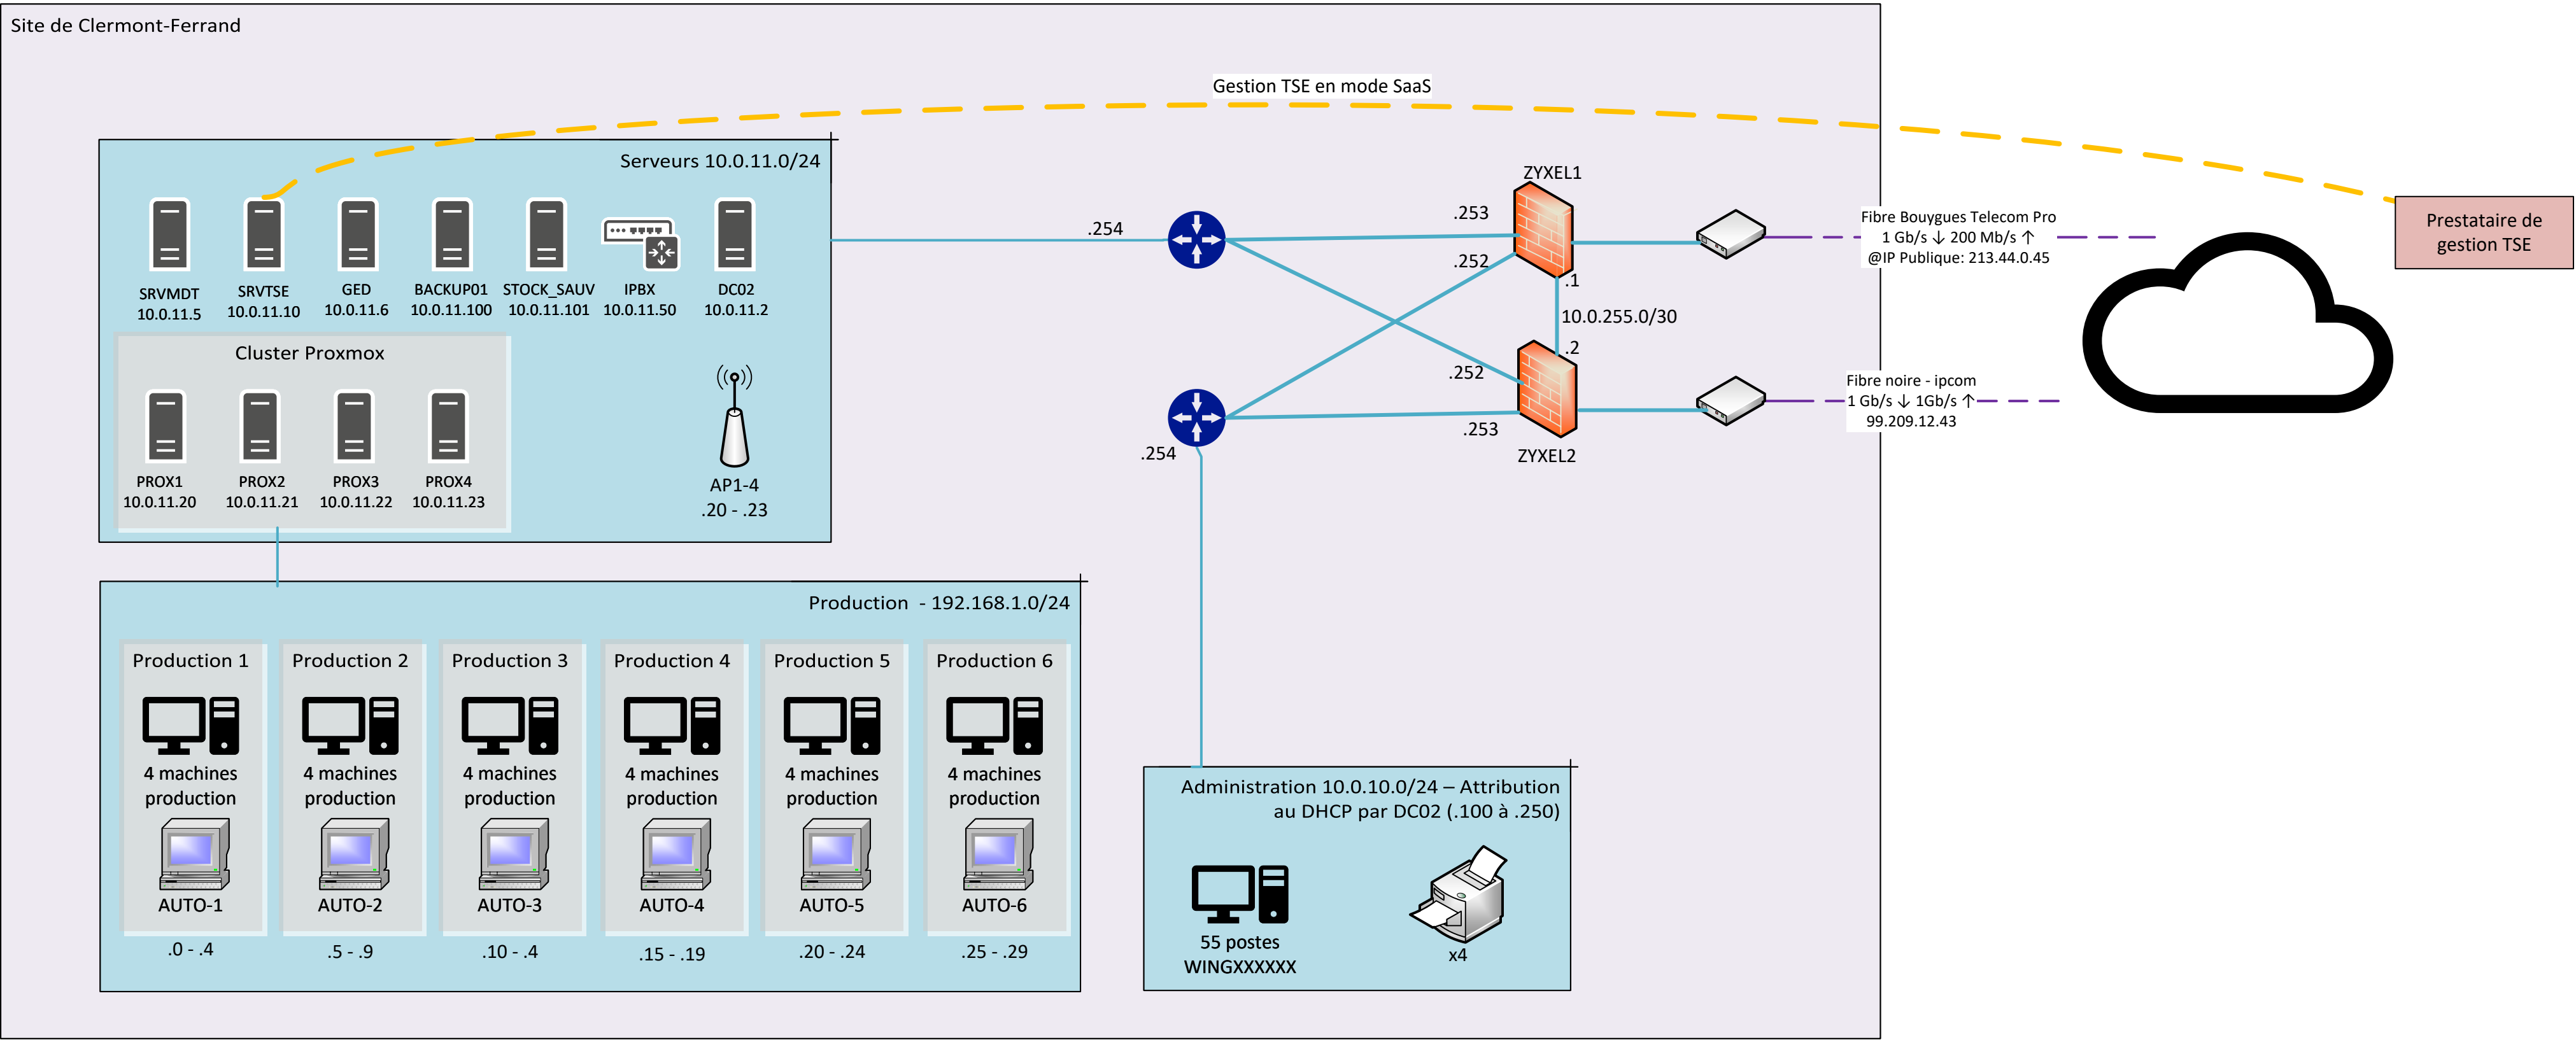 Site de Clermont-Ferrand
Gestion TSE en mode SaaS
Serveurs 10.0.11.0/24
SRVMDT
10.0.11.5
SRVTSE
10.0.11.10
GED
10.0.11.6
BACKUP01
10.0.11.100
STOCK_SAUV
10.0.11.101
IPBX
10.0.11.50
DC02
10.0.11.2
Cluster Proxmox
PROX1
10.0.11.20
PROX2
10.0.11.21
PROX3
10.0.11.22
PROX4
10.0.11.23
AP1-4
.20 - .23
.254
ZYXEL1
.253
.252
.1
10.0.255.0/30
.2
.252
.253
ZYXEL2
.254
Fibre Bouygues Telecom Pro
1 Gb/s ↓ 200 Mb/s ↑
@IP Publique: 213.44.0.45
Fibre noire - ipcom
1 Gb/s ↓ 1Gb/s ↑
99.209.12.43
Prestataire de
gestion TSE
Production - 192.168.1.0/24
Production 1
4 machines
production
AUTO-1
.0 - .4
Production 2
4 machines
production
AUTO-2
.5 - .9
Production 3
4 machines
production
AUTO-3
.10 - .4
Production 4
4 machines
production
AUTO-4
.15 - .19
Production 5
4 machines
production
AUTO-5
.20 - .24
Production 6
4 machines
production
AUTO-6
.25 - .29
Administration 10.0.10.0/24 – Attribution
au DHCP par DC02 (.100 à .250)
55 postes
WINGXXXXXX
x4